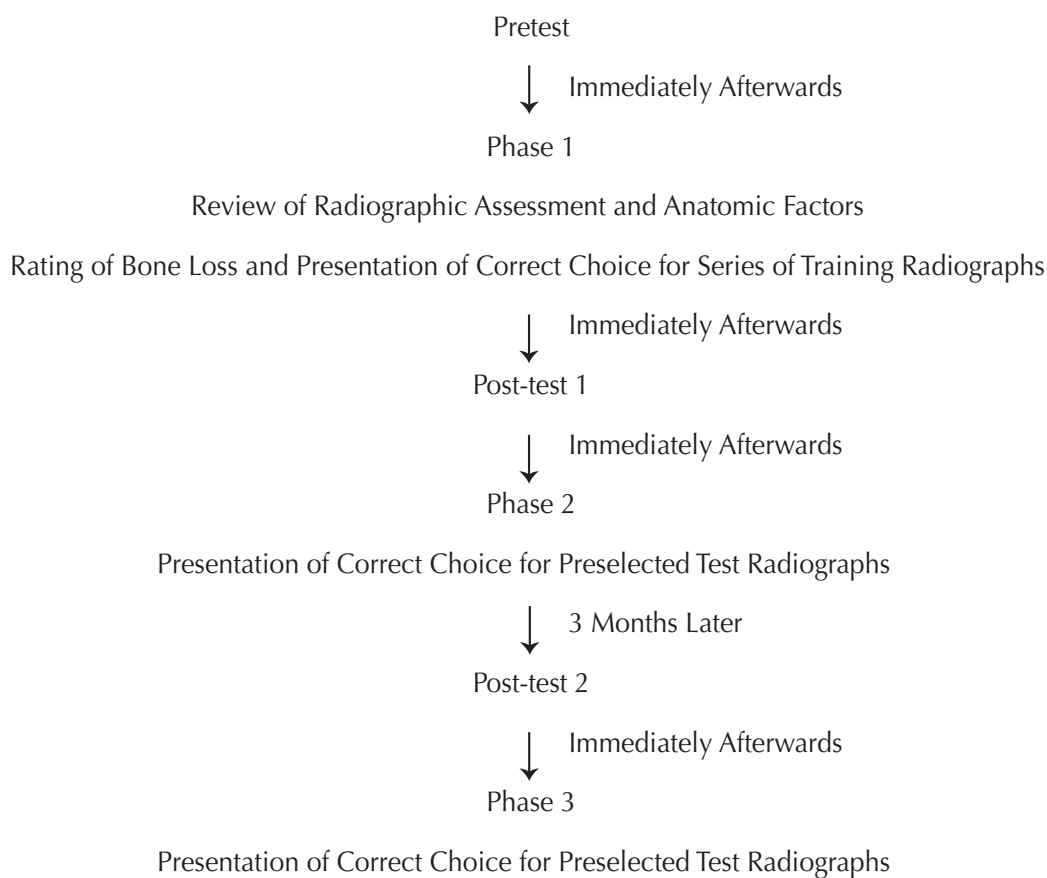 Pretest
Immediately Afterwards
Phase 1
Review of Radiographic Assessment and Anatomic Factors
Rating of Bone Loss and Presentation of Correct Choice for Series of Training Radiographs
Immediately Afterwards
Post-test 1
Immediately Afterwards
Phase 2
Presentation of Correct Choice for Preselected Test Radiographs
3 Months Later
Post-test 2
Immediately Afterwards
Phase 3
Presentation of Correct Choice for Preselected Test Radiographs